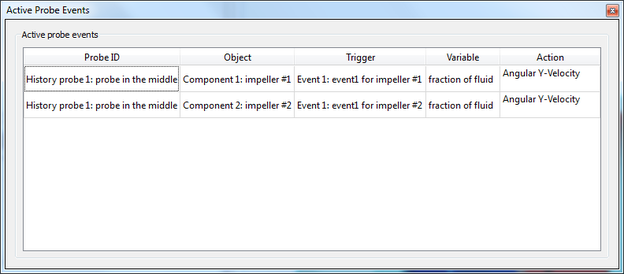 Active Probe Events
Active probe events
Probe ID Object Trigger Variable Action
History probe 1: probe in the middle Component 1: impeller #1 Event 1: event1 for impeller #1 fraction of fluid Angular Y-Velocity
History probe 1: probe in the middle Component 2: impeller #2 Event 1: event1 for impeller #2 fraction of fluid Angular Y-Velocity